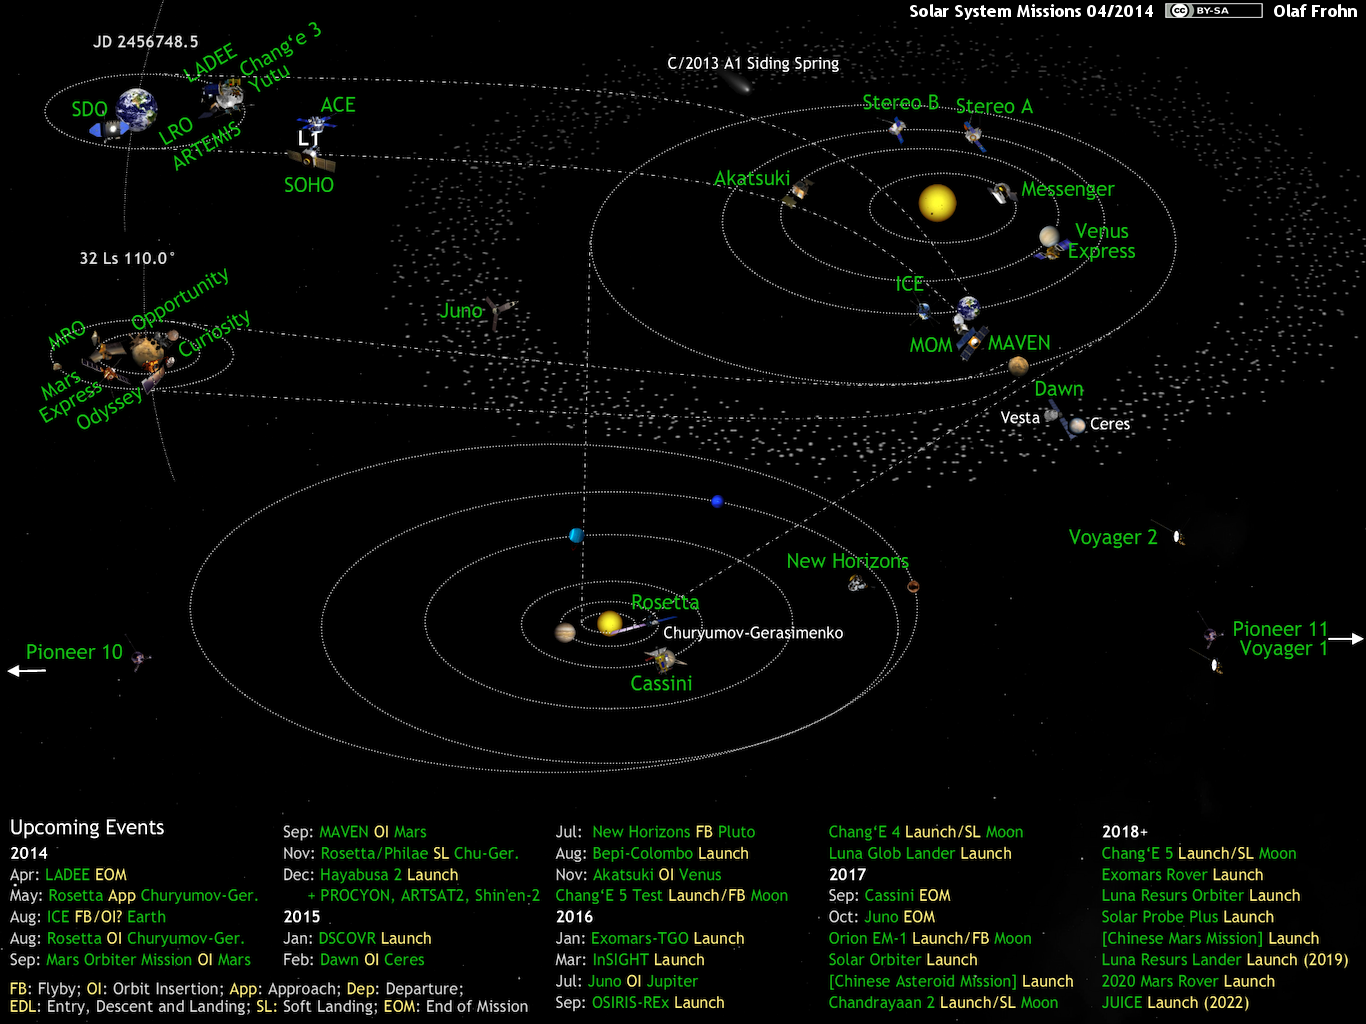 Solar System Missions 04/2014 CC BY-SA Olaf Frohn
JD 2456748.5
LADEE
Chang‘e 3
Yutu
SDO
LRO
ARTEMIS
ACE
L1
SOHO
C/2013 A1 Siding Spring
Stereo B
Stereo A
Akatsuki
Messenger
Venus
Express
ICE
MOM
MAVEN
Juno
Dawn
Vesta
Ceres
32 Ls 110.0°
Opportunity
MRO
Curiosity
Mars
Express
Odyssey
Voyager 2
New Horizons
Rosetta
Churyumov-Gerasimenko
Cassini
Pioneer 10
Pioneer 11
Voyager 1
Upcoming Events
2014
Apr: LADEE EOM
May: Rosetta App Churyumov-Ger.
Aug: ICE FB/OI? Earth
Aug: Rosetta OI Churyumov-Ger.
Sep: Mars Orbiter Mission OI Mars
Sep: MAVEN OI Mars
Nov: Rosetta/Philae SL Chu-Ger.
Dec: Hayabusa 2 Launch
+ PROCYON, ARTSAT2, Shin'en-2
2015
Jan: DSCOVR Launch
Feb: Dawn OI Ceres
Jul: New Horizons FB Pluto
Aug: Bepi-Colombo Launch
Nov: Akatsuki OI Venus
Chang‘E 5 Test Launch/FB Moon
2016
Jan: Exomars-TGO Launch
Mar: InSIGHT Launch
Jul: Juno OI Jupiter
Sep: OSIRIS-REx Launch
Chang‘E 4 Launch/SL Moon
Luna Glob Lander Launch
2017
Sep: Cassini EOM
Oct: Juno EOM
Orion EM-1 Launch/FB Moon
Solar Orbiter Launch
[Chinese Asteroid Mission] Launch
Chandrayaan 2 Launch/SL Moon
2018+
Chang‘E 5 Launch/SL Moon
Exomars Rover Launch
Luna Resurs Orbiter Launch
Solar Probe Plus Launch
[Chinese Mars Mission] Launch
Luna Resurs Lander Launch (2019)
2020 Mars Rover Launch
JUICE Launch (2022)
FB: Flyby; OI: Orbit Insertion; App: Approach; Dep: Departure;
EDL: Entry, Descent and Landing; SL: Soft Landing; EOM: End of Mission